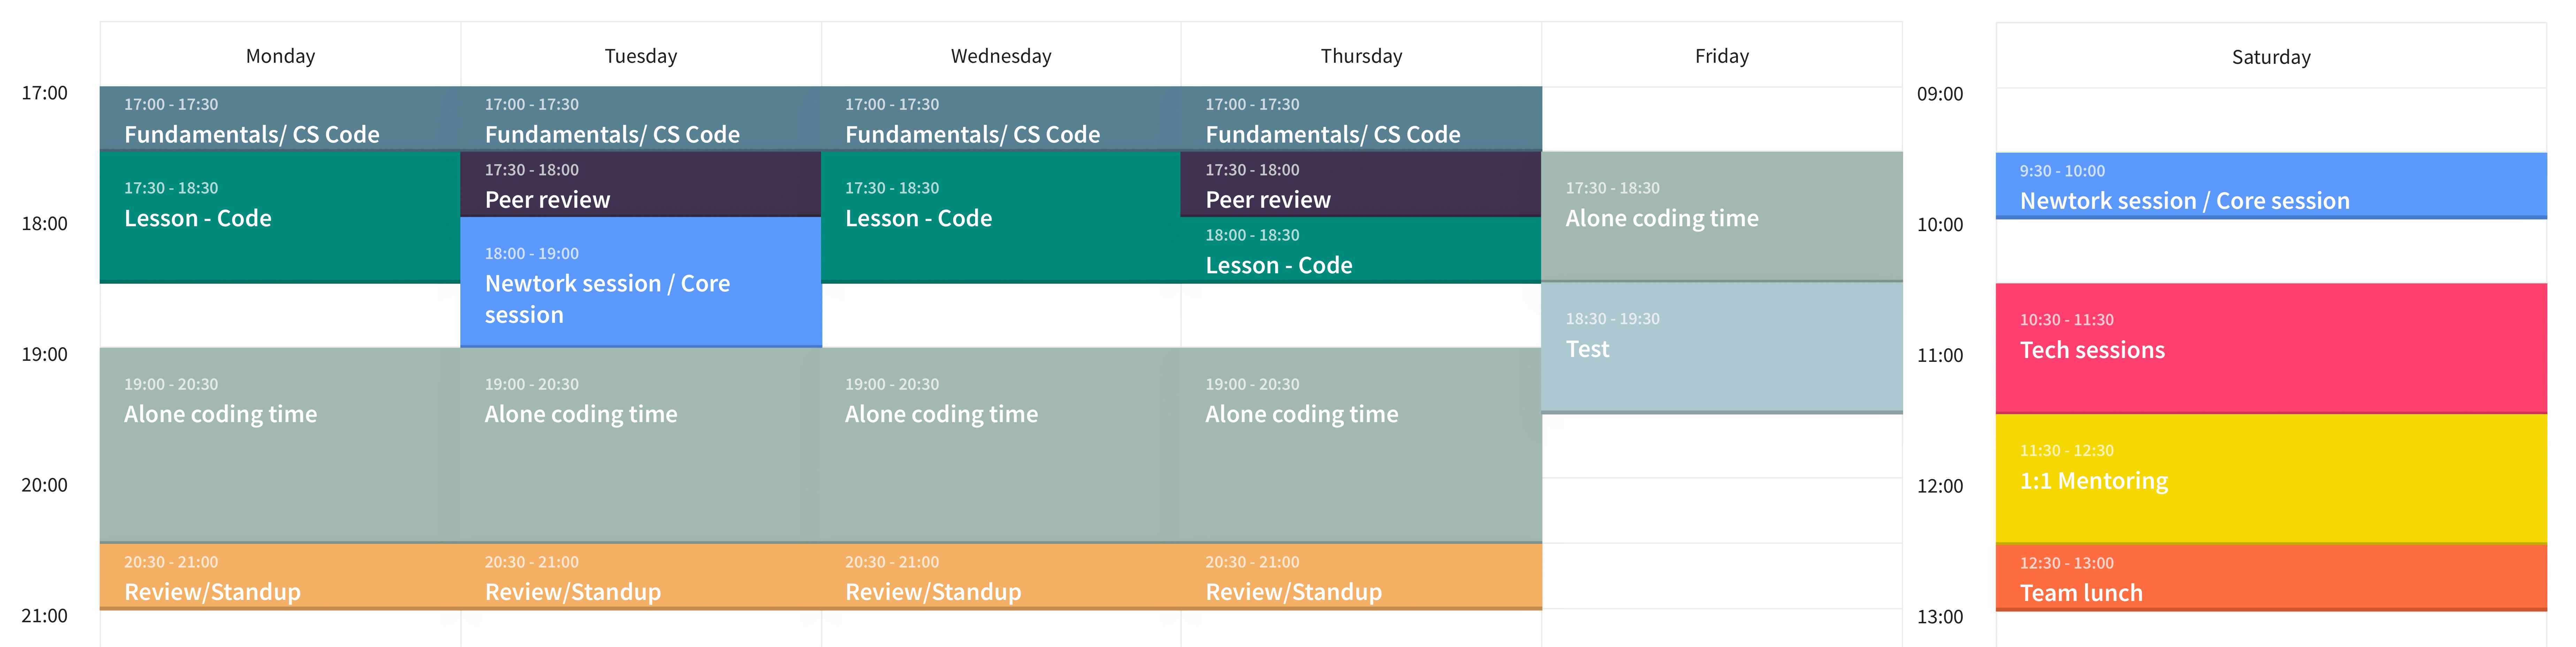 Monday
Tuesday
Wednesday
Thursday
Friday
Saturday
17:00
18:00
19:00
20:00
21:00
17:00 - 17:30
Fundamentals/ CS Code
17:30 - 18:30
Lesson - Code
19:00 - 20:30
Alone coding time
20:30 - 21:00
Review/Standup
17:00 - 17:30
Fundamentals/ CS Code
17:30 - 18:00
Peer review
18:00 - 19:00
Newtork session / Core
session
19:00 - 20:30
Alone coding time
20:30 - 21:00
Review/Standup
17:00 - 17:30
Fundamentals/ CS Code
17:30 - 18:30
Lesson - Code
19:00 - 20:30
Alone coding time
20:30 - 21:00
Review/Standup
17:00 - 17:30
Fundamentals/ CS Code
17:30 - 18:00
Peer review
18:00 - 18:30
Lesson - Code
19:00 - 20:30
Alone coding time
20:30 - 21:00
Review/Standup
17:30 - 18:30
Alone coding time
18:30 - 19:30
Test
09:00
10:00
11:00
12:00
13:00
9:30 - 10:00
Newtork session / Core session
10:30 - 11:30
Tech sessions
11:30 - 12:30
1:1 Mentoring
12:30 - 13:00
Team lunch